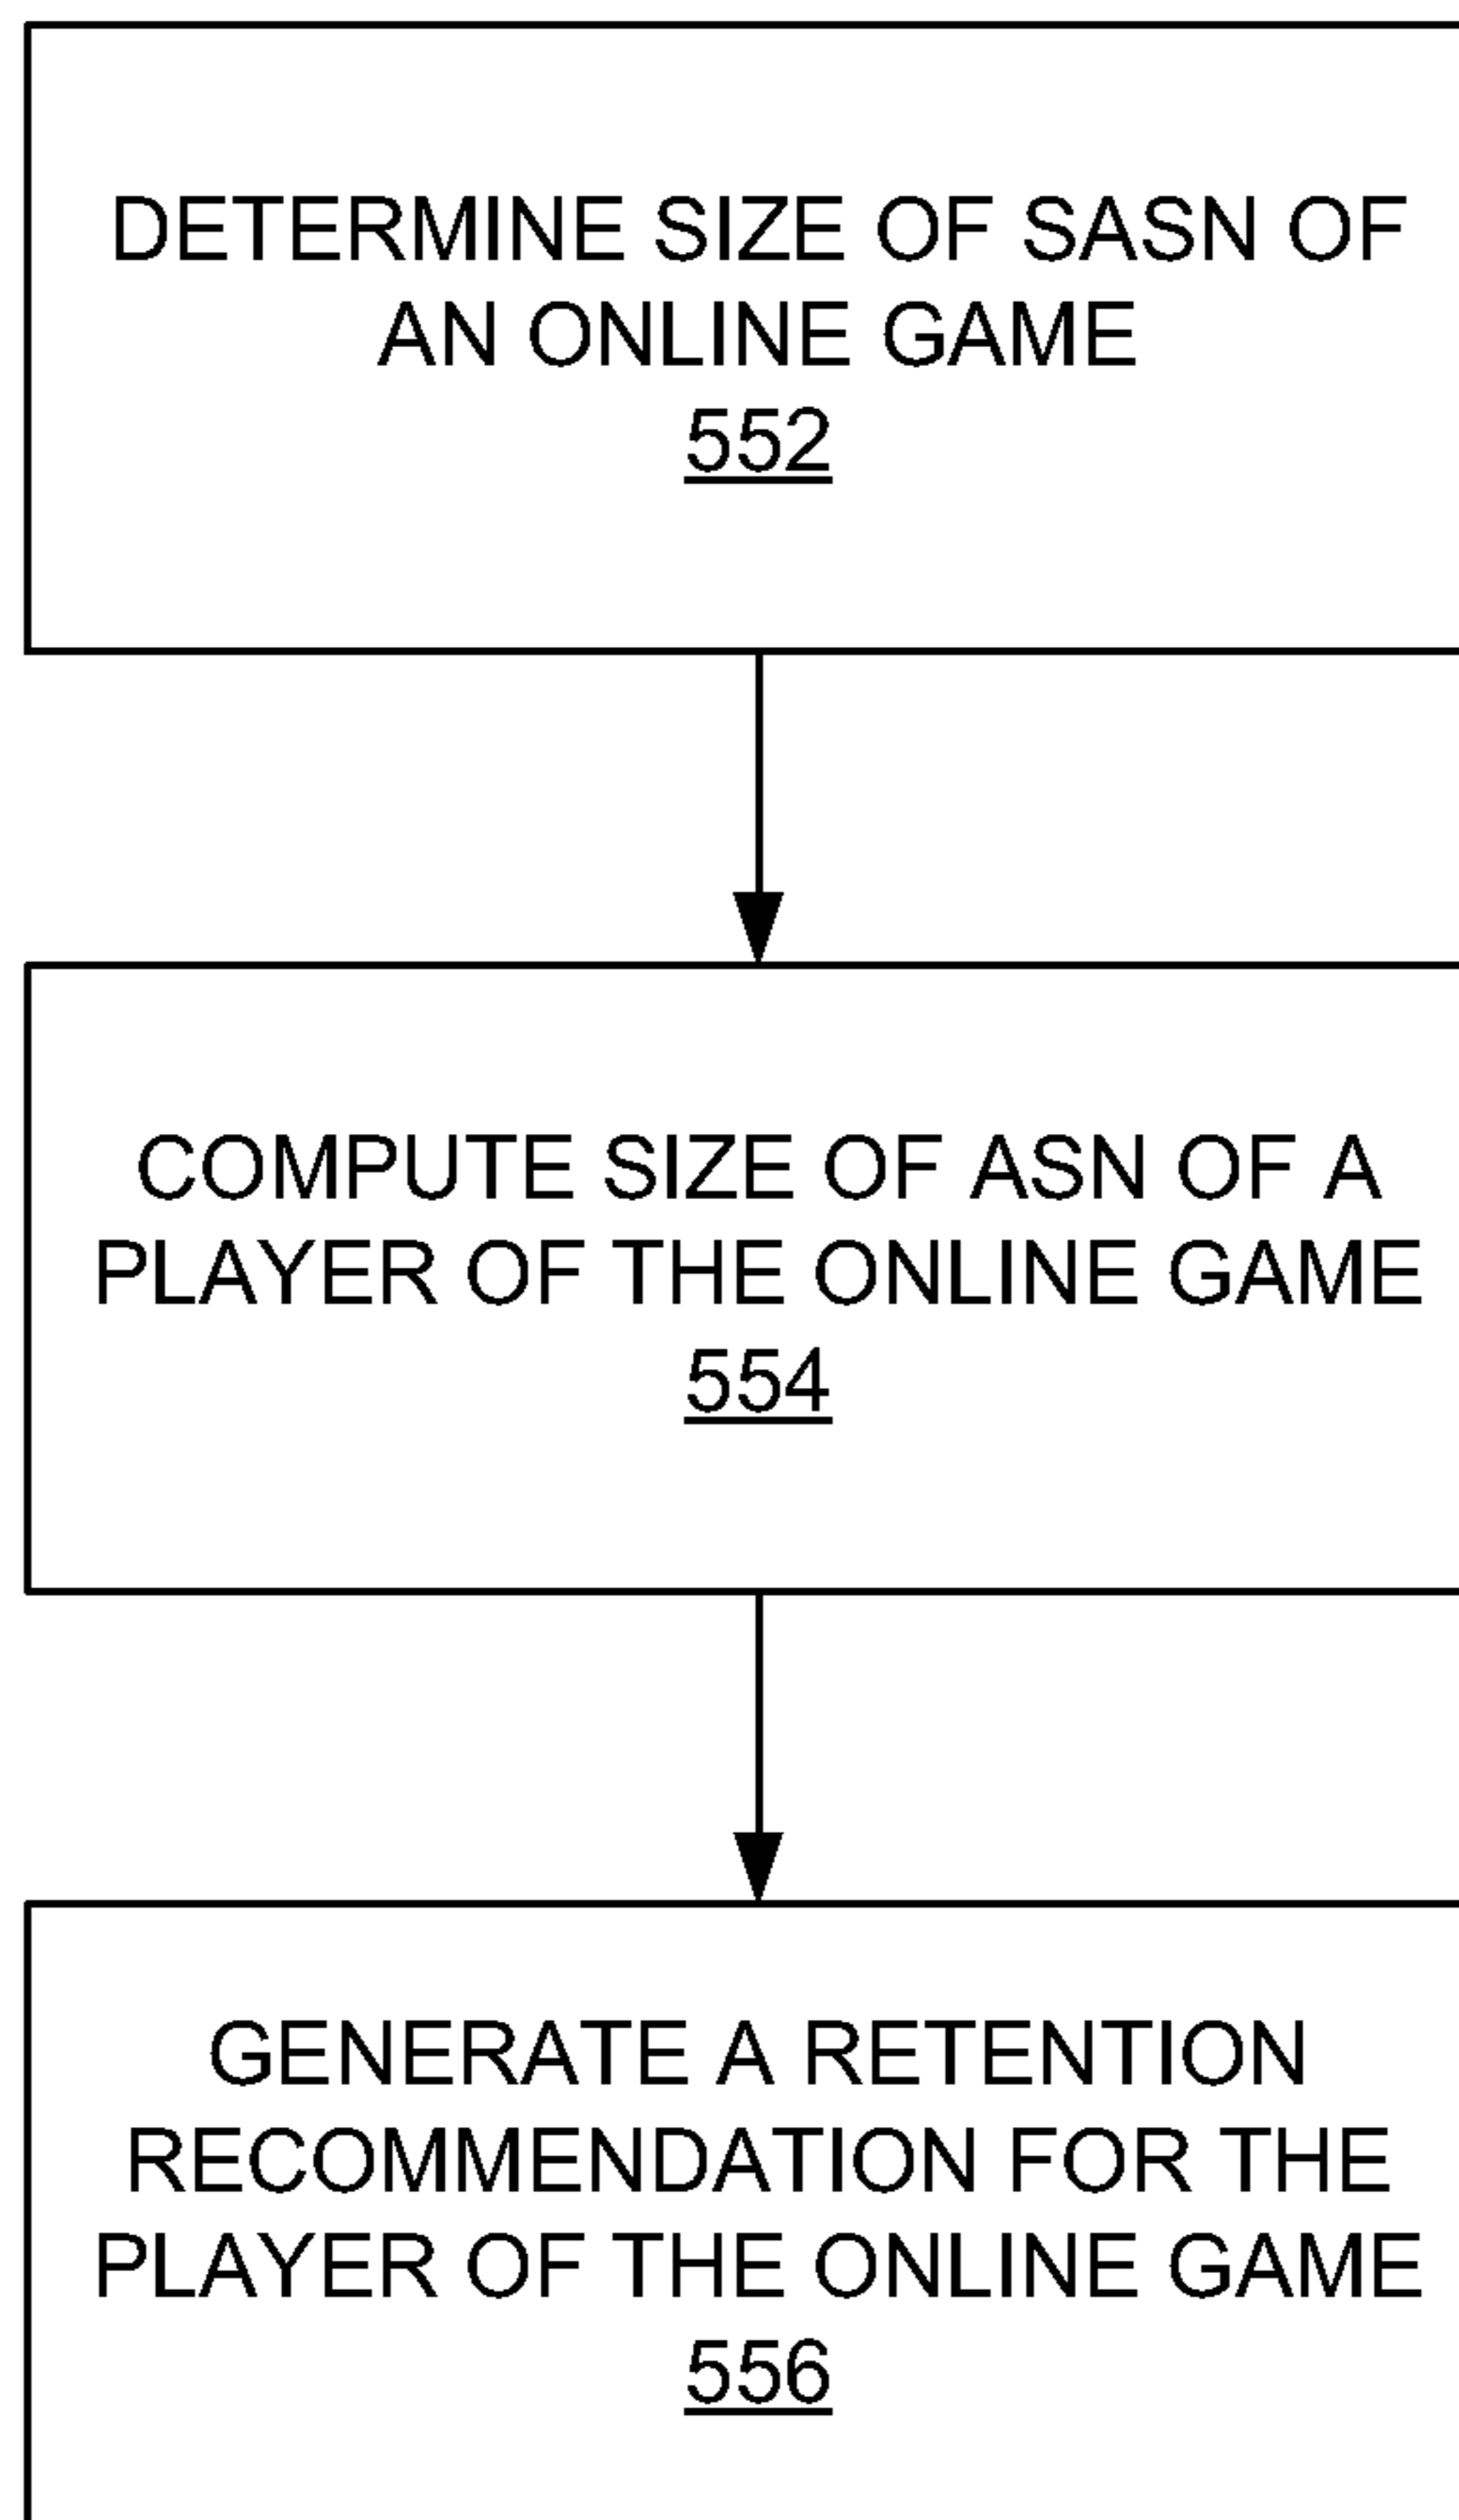 DETERMINE SIZE OF SASN OF
AN ONLINE GAME
552
COMPUTE SIZE OF ASN OF A
PLAYER OF THE ONLINE GAME
554
GENERATE A RETENTION
RECOMMENDATION FOR THE
PLAYER OF THE ONLINE GAME
556